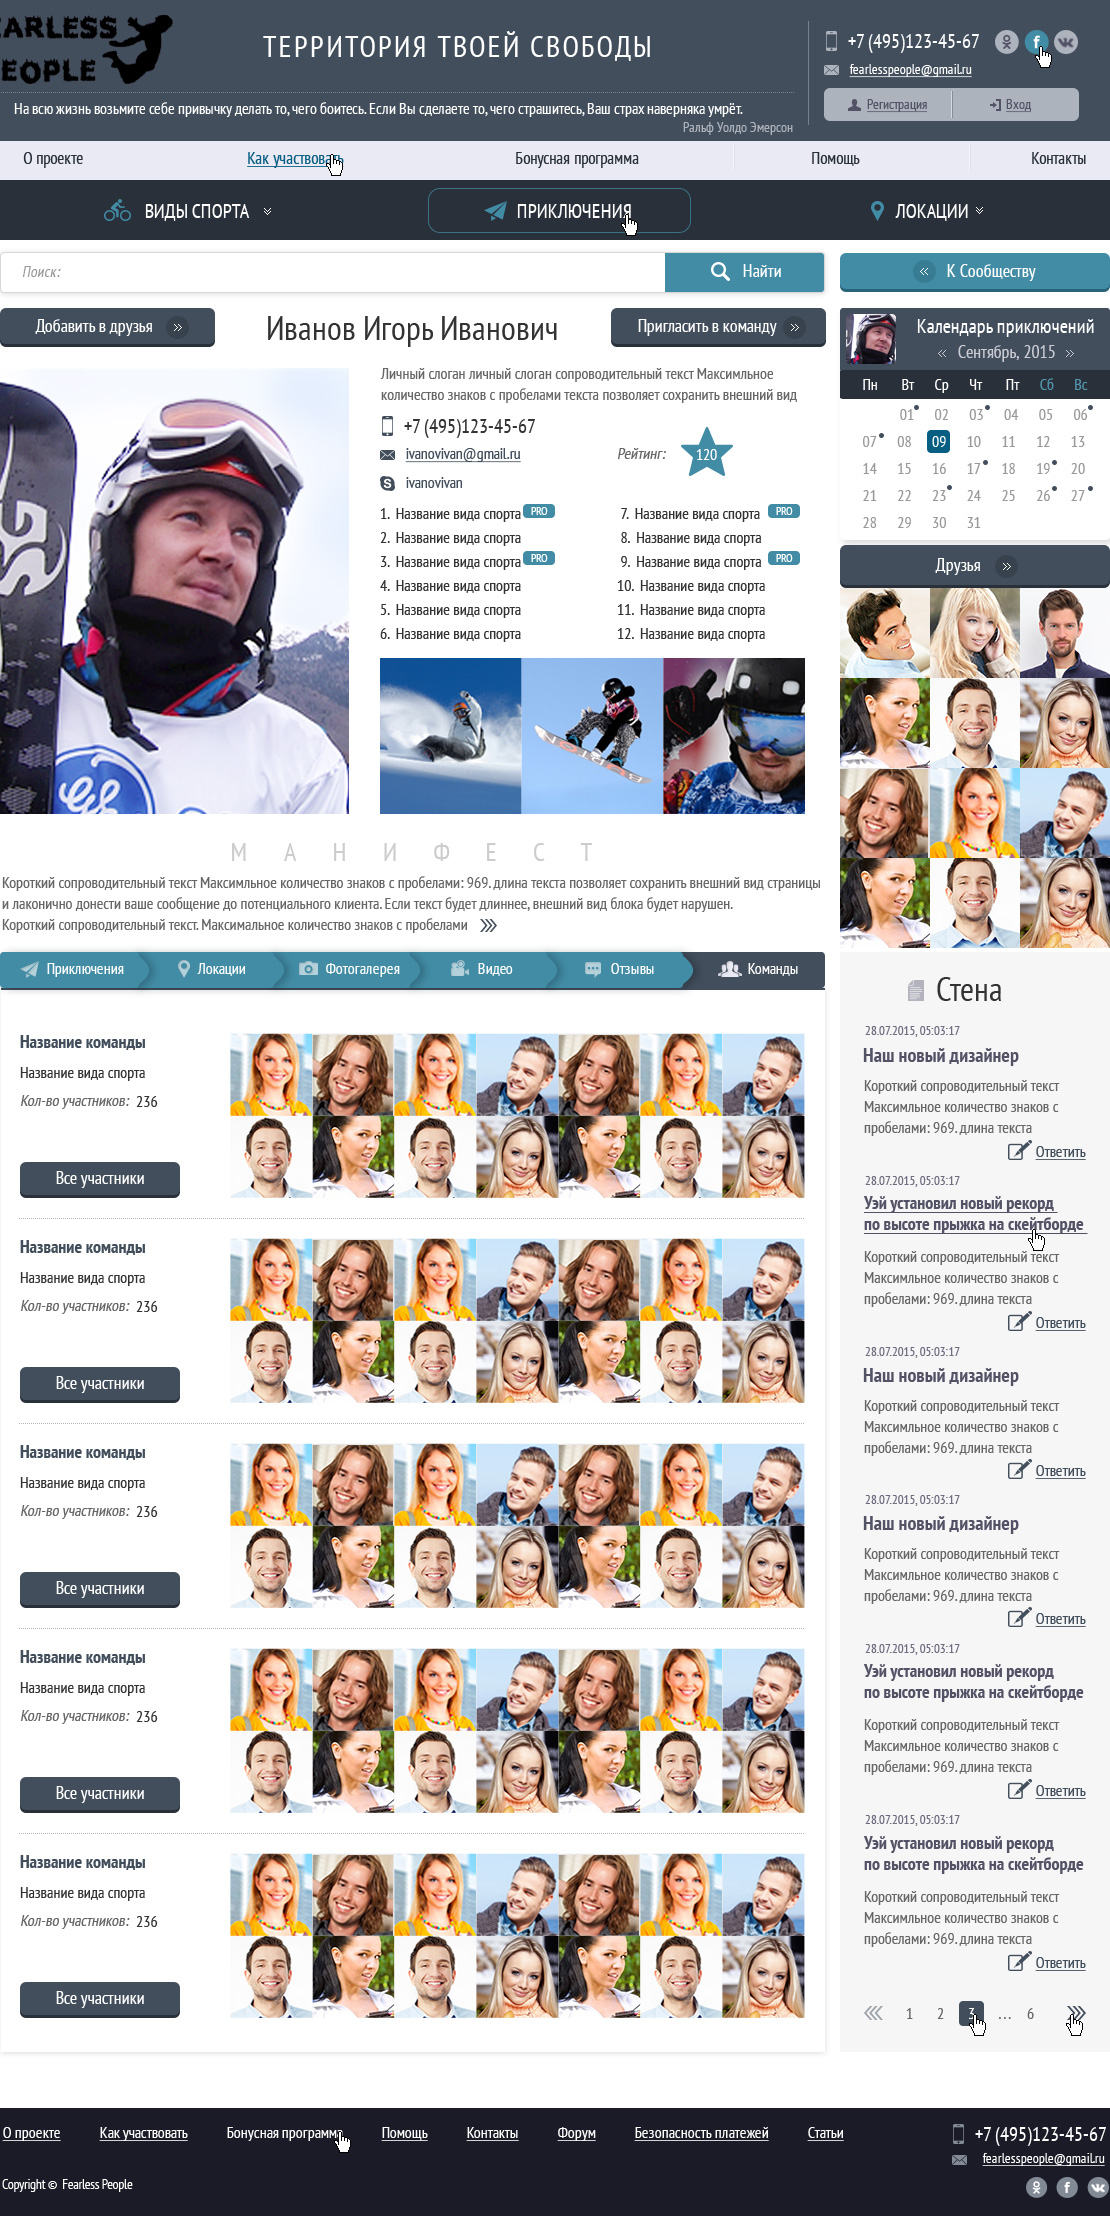 EARLESS
PEOPLE
ТЕРРИТОРИЯ ТВОЕЙ СВОБОДЫ
+7 (495)123-45-67
fearlesspeople@gmail.ru
На всю жизнь возьмите себе привычку делать то, чего боитесь. Если Вы сделаете то, чего страшитесь, Ваш страх наверняка умрёт.
Ральф Уолдо Эмерсон
Регистрация Вход
О проекте Как участвовать Бонусная программа Помощь Контакты
ВИДЫ СПОРТА ПРИКЛЮЧЕНИЯ ЛОКАЦИИ
Поиск: Найти К Сообществу
Добавить в друзья » Иванов Игорь Иванович Пригласить в команду »
Личный слоган личный слоган сопроводительный текст Максимльное
количество знаков с пробелами текста позволяет сохранить внешний вид
+7 (495)123-45-67
ivanovivan@gmail.ru Рейтинг: 120
ivanovivan
1. Название вида спорта PRO 7. Название вида спорта PRO
2. Название вида спорта 8. Название вида спорта
3. Название вида спорта PRO 9. Название вида спорта PRO
4. Название вида спорта 10. Название вида спорта
5. Название вида спорта 11. Название вида спорта
6. Название вида спорта 12. Название вида спорта
МАНИФЕСТ
Короткий сопроводительный текст Максимльное количество знаков с пробелами: 969. длина текста позволяет сохранить внешний вид страницы
и лаконично донести ваше сообщение до потенциального клиента. Если текст будет длиннее, внешний вид блока будет нарушен.
Короткий сопроводительный текст. Максимальное количество знаков с пробелами
Приключения Локации Фотогалерея Видео Отзывы Команды
Название команды
Название вида спорта
Кол-во участников: 236
Все участники
Название команды
Название вида спорта
Кол-во участников: 236
Все участники
Название команды
Название вида спорта
Кол-во участников: 236
Все участники
Название команды
Название вида спорта
Кол-во участников: 236
Все участники
Название команды
Название вида спорта
Кол-во участников: 236
Все участники
Календарь приключений
« Сентябрь, 2015 »
Пн Вт Ср Чт Пт Сб Вс
01 02 03 04 05 06
07 08 09 10 11 12 13
14 15 16 17 18 19 20
21 22 23 24 25 26 27
28 29 30 31
Друзья »
Стена
28.07.2015, 05:03:17
Наш новый дизайнер
Короткий сопроводительный текст
Максимльное количество знаков с
пробелами: 969. длина текста
Ответить
28.07.2015, 05:03:17
Уэй установил новый рекорд
по высоте прыжка на скейтборде
Короткий сопроводительный текст
Максимльное количество знаков с
пробелами: 969. длина текста
Ответить
28.07.2015, 05:03:17
Наш новый дизайнер
Короткий сопроводительный текст
Максимльное количество знаков с
пробелами: 969. длина текста
Ответить
28.07.2015, 05:03:17
Наш новый дизайнер
Короткий сопроводительный текст
Максимльное количество знаков с
пробелами: 969. длина текста
Ответить
28.07.2015, 05:03:17
Уэй установил новый рекорд
по высоте прыжка на скейтборде
Короткий сопроводительный текст
Максимльное количество знаков с
пробелами: 969. длина текста
Ответить
28.07.2015, 05:03:17
Уэй установил новый рекорд
по высоте прыжка на скейтборде
Короткий сопроводительный текст
Максимльное количество знаков с
пробелами: 969. длина текста
Ответить
1 2 3 ... 6
О проекте Как участвовать Бонусная программа Помощь Контакты Форум Безопасность платежей Статьи
+7 (495)123-45-67
fearlesspeople@gmail.ru
Copyright © Fearless People